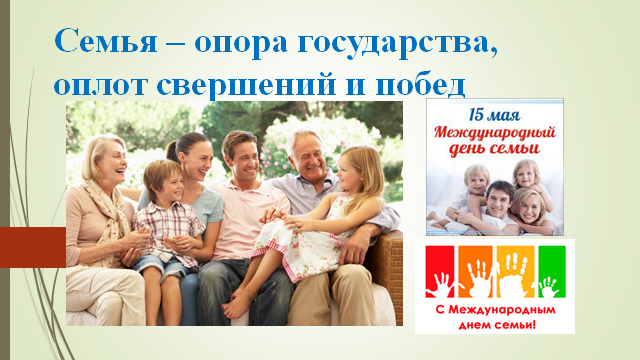 Семья – опора государства,
оплот свершений и побед
15 мая
Международный
день семьи
С Международным
днем семьи!